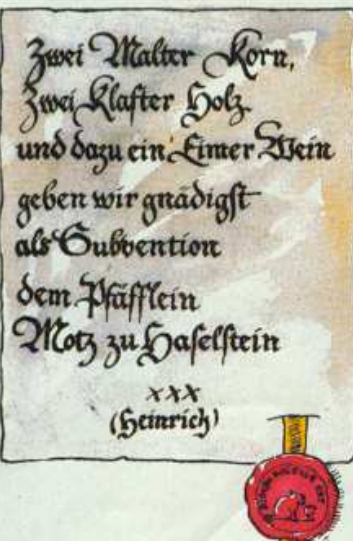 Zwei Malter Korn,
Zwei Klafter Holz
und dazu ein Eimer Wein
geben wir gnädigst
als Subvention
dem Pfäfflein
Motz zu Haselstein
xxx
(Heinrich)